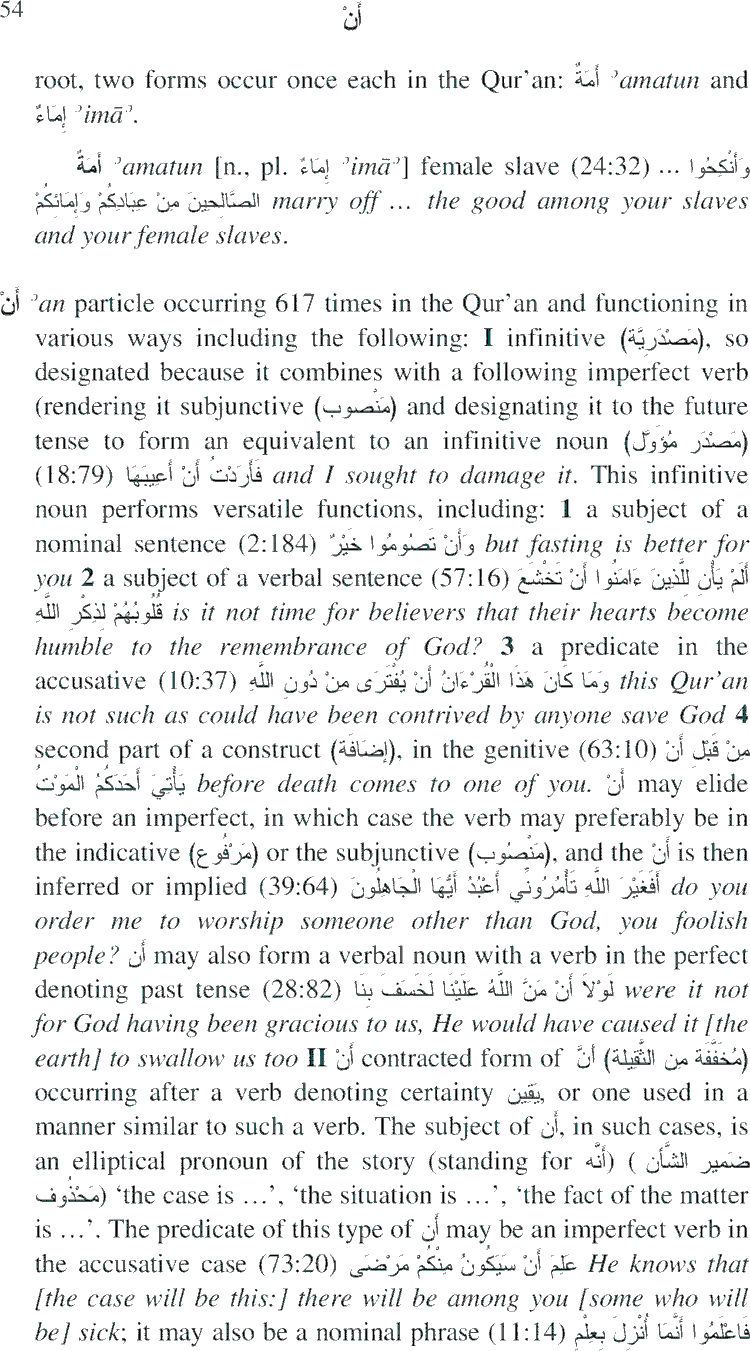 54
أَنْ
root, two forms occur once each in the Qur'an: أَمَةٌ ʾamatun and
إِمَاءٌ ʾimāʾ.
أَمَةٌ ʾamatun [n., pl. إِمَاءٌ ʾimāʾ] female slave (24:32) وَأَنْكِحُوا ...
الصَّالِحِينَ مِنْ عِبَادِكُمْ وَإِمَائِكُمْ marry off ... the good among your slaves
and your female slaves.
أَنْ ʾan particle occurring 617 times in the Qur'an and functioning in
various ways including the following: I infinitive (مَصْدَرِيَّة), so
designated because it combines with a following imperfect verb
(rendering it subjunctive (مَنْصوب) and designating it to the future
tense to form an equivalent to an infinitive noun (مَصْدَر مُؤوَّل)
(18:79) فَأَرَدْتُ أَنْ أَعِيبَهَا and I sought to damage it. This infinitive
noun performs versatile functions, including: 1 a subject of a
nominal sentence (2:184) وَأَنْ تَصُومُوا خَيْرٌ but fasting is better for
you 2 a subject of a verbal sentence (57:16) أَلَمْ يَأْنِ لِلَّذِينَ ءَامَنُوا أَنْ تَخْشَعَ
قُلُوبُهُمْ لِذِكْرِ اللَّهِ is it not time for believers that their hearts become
humble to the remembrance of God? 3 a predicate in the
accusative (10:37) وَمَا كَانَ هَذَا الْقُرْءَانُ أَنْ يُفْتَرَى مِنْ دُونِ اللَّهِ this Qur'an
is not such as could have been contrived by anyone save God 4
second part of a construct (إضَافَة), in the genitive (63:10) مِنْ قَبْلِ أَنْ
يَأْتِيَ أَحَدَكُمُ الْمَوْتُ before death comes to one of you. أَنْ may elide
before an imperfect, in which case the verb may preferably be in
the indicative (مَرْفُوع) or the subjunctive (مَنْصُوب), and the أَنْ is then
inferred or implied (39:64) أَفَغَيْرَ اللَّهِ تَأْمُرُونِّي أَعْبُدُ أَيُّهَا الْجَاهِلُونَ do you
order me to worship someone other than God, you foolish
people? أَن may also form a verbal noun with a verb in the perfect
denoting past tense (28:82) لَوْلاَ أَنْ مَنَّ اللَّهُ عَلَيْنَا لَخَسَفَ بِنَا were it not
for God having been gracious to us, He would have caused it [the
earth] to swallow us too II أَنْ contracted form of أَنَّ (مُخَفَّفَة مِن الثَّقِيلة)
occurring after a verb denoting certainty يَقِين, or one used in a
manner similar to such a verb. The subject of أَن, in such cases, is
an elliptical pronoun of the story (standing for أَنَّه) ( ضَمير الشَّأن
مَحْذُوف) 'the case is ...', 'the situation is ...', 'the fact of the matter
is ...'. The predicate of this type of أَن may be an imperfect verb in
the accusative case (73:20) عَلِمَ أَنْ سَيَكُونُ مِنْكُمْ مَرْضَى He knows that
[the case will be this:] there will be among you [some who will
be] sick; it may also be a nominal phrase (11:14) فَاعْلَمُوا أَنَّمَا أُنْزِلَ بِعِلْمِ